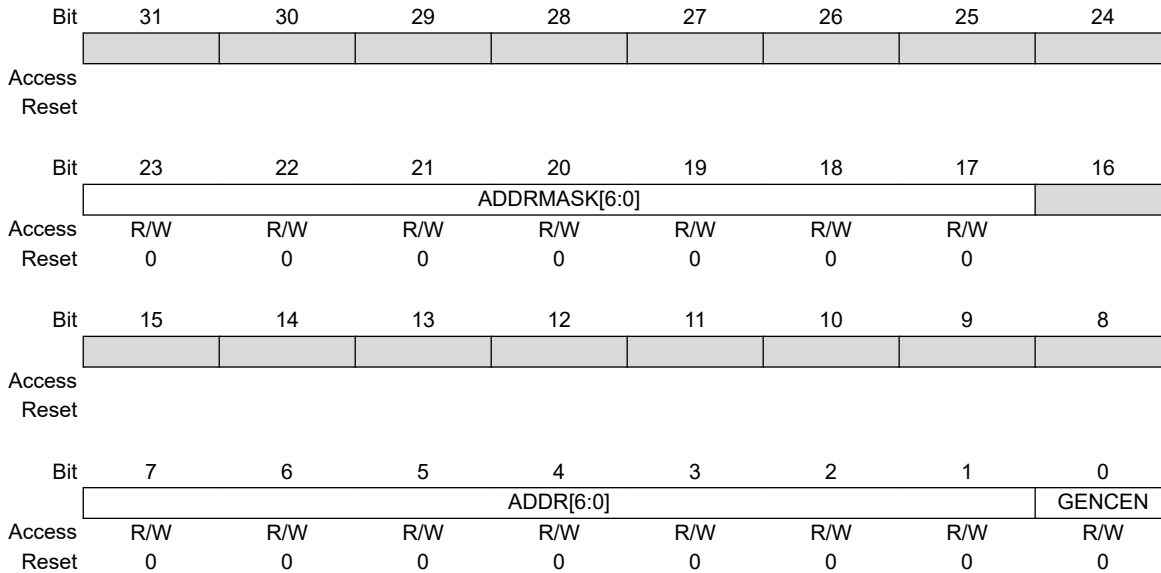 Bit 31 30 29 28 27 26 25 24
Access
Reset
Bit 23 22 21 20 19 18 17 16
ADDRMASK[6:0]
Access R/W R/W R/W R/W R/W R/W R/W
Reset 0 0 0 0 0 0 0
Bit 15 14 13 12 11 10 9 8
Access
Reset
Bit 7 6 5 4 3 2 1 0
ADDR[6:0] GENCEN
Access R/W R/W R/W R/W R/W R/W R/W R/W
Reset 0 0 0 0 0 0 0 0